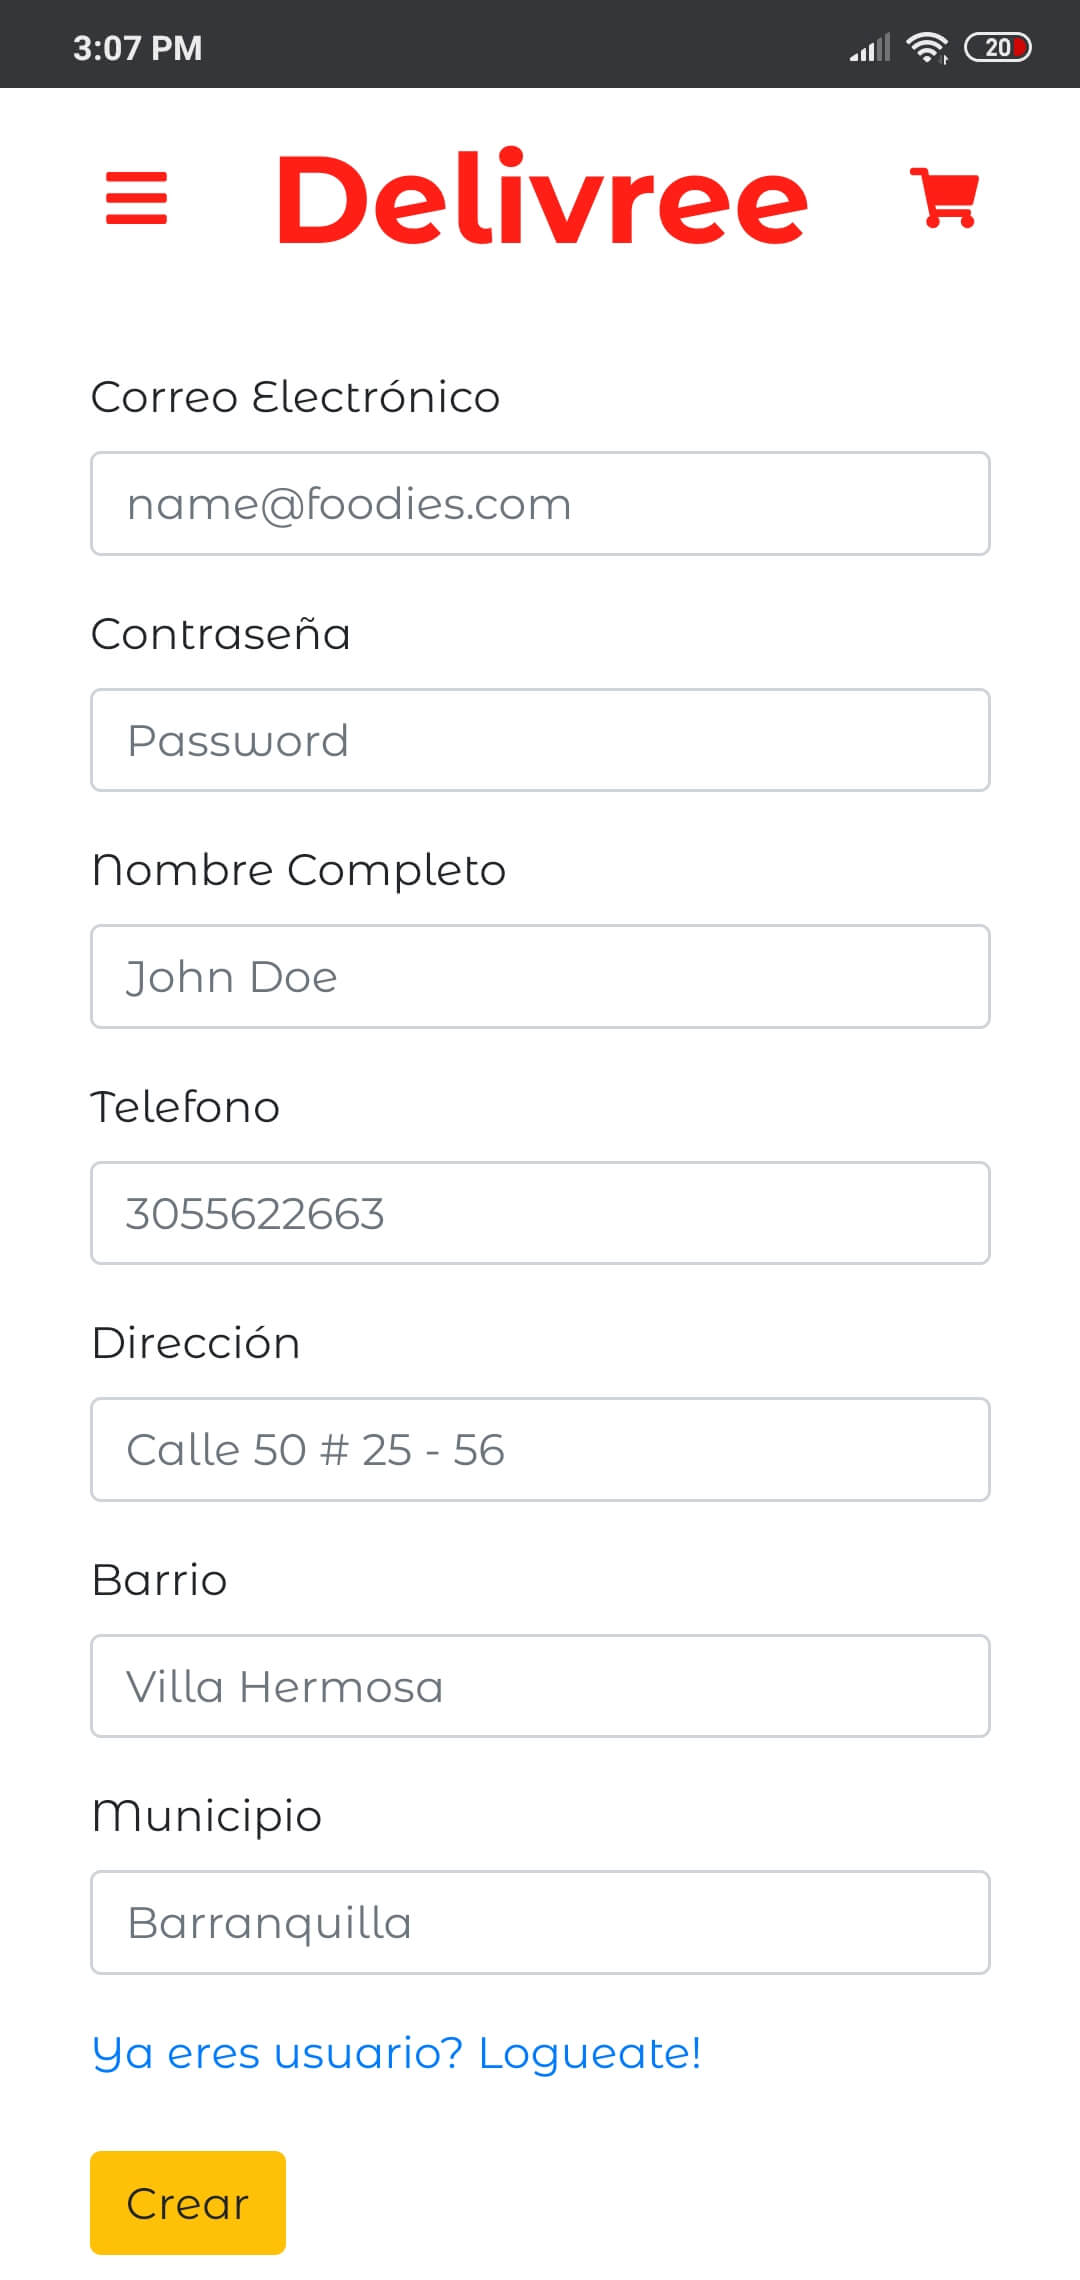 3:07 PM
20
Delivree
Correo Electrónico
name@foodies.com
Contraseña
Password
Nombre Completo
John Doe
Telefono
3055622663
Dirección
Calle 50 # 25 - 56
Barrio
Villa Hermosa
Municipio
Barranquilla
Ya eres usuario? Logueate!
Crear